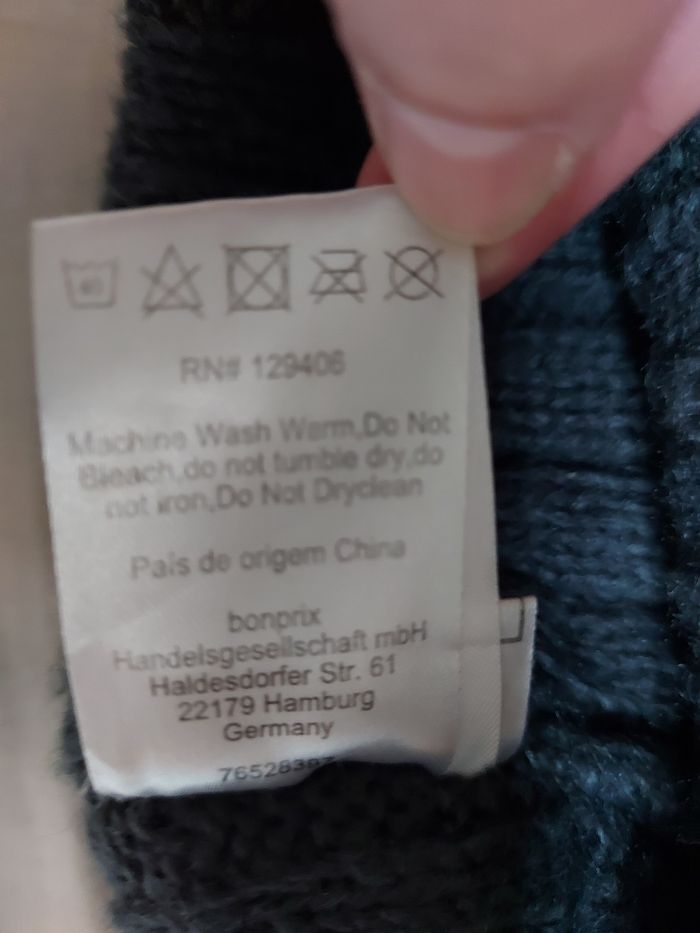 40
RN# 129406
Machine Wash Warm,Do Not
Bleach,do not tumble dry,do
not iron,Do Not Dryclean
País de origem China
bonprix
Handelsgesellschaft mbH
Haldesdorfer Str. 61
22179 Hamburg
Germany